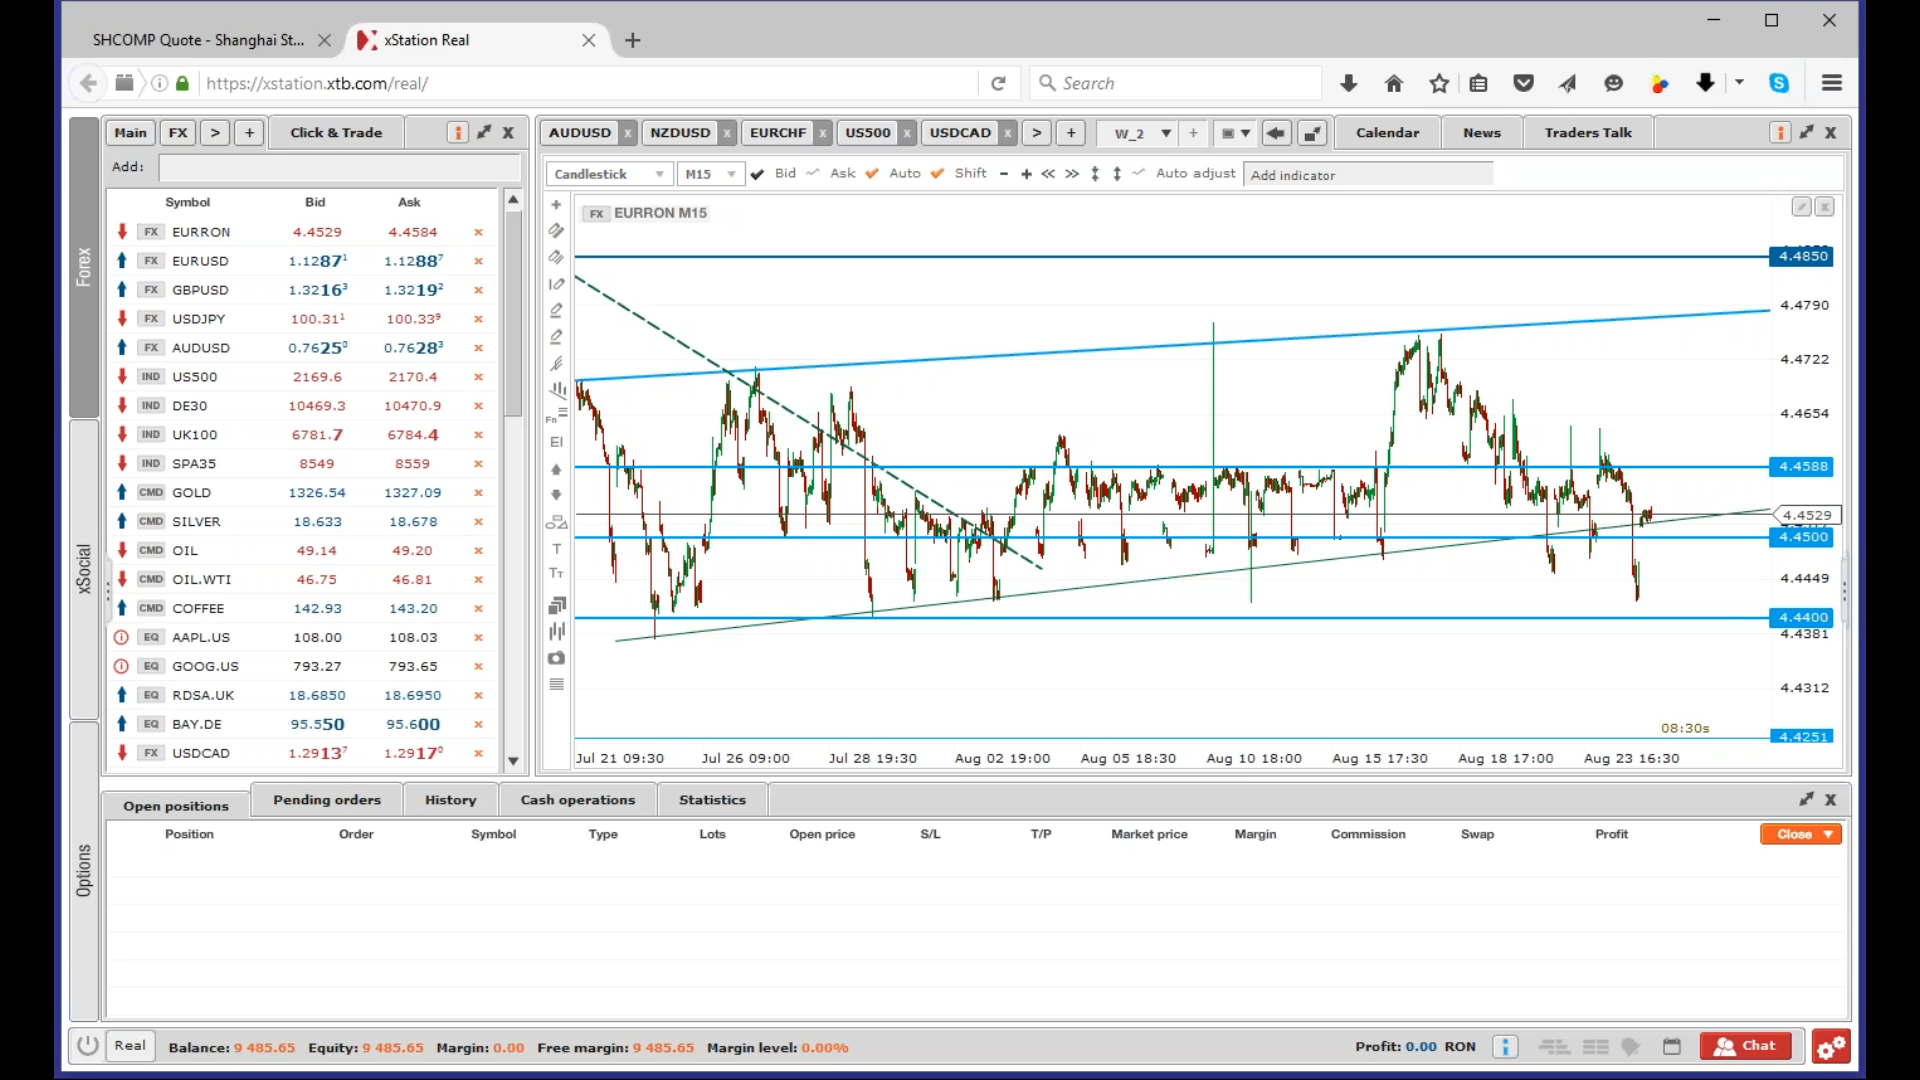 SHCOMP Quote - Shanghai St...
xStation Real
https://xstation.xtb.com/real/
Search
Main FX > + Click & Trade
AUDUSD x NZDUSD x EURCHF x US500 x USDCAD x > + W_2 + Calendar News Traders Talk
Add:
Candlestick M15 Bid Ask Auto Shift Auto adjust Add indicator
Symbol Bid Ask
FX EURRON 4.4529 4.4584
FX EURUSD 1.12871 1.12887
FX GBPUSD 1.32163 1.32192
FX USDJPY 100.311 100.339
FX AUDUSD 0.76250 0.76283
IND US500 2169.6 2170.4
IND DE30 10469.3 10470.9
IND UK100 6781.7 6784.4
IND SPA35 8549 8559
CMD GOLD 1326.54 1327.09
CMD SILVER 18.633 18.678
CMD OIL 49.14 49.20
CMD OIL.WTI 46.75 46.81
CMD COFFEE 142.93 143.20
EQ AAPL.US 108.00 108.03
EQ GOOG.US 793.27 793.65
EQ RDSA.UK 18.6850 18.6950
EQ BAY.DE 95.550 95.600
FX USDCAD 1.29137 1.29170
Forex
xSocial
Options
FX EURRON M15
Fn
EI
T
TT
4.4850
4.4790
4.4722
4.4654
4.4588
4.4529
4.4500
4.4449
4.4400
4.4381
4.4312
08:30s
4.4251
Jul 21 09:30 Jul 26 09:00 Jul 28 19:30 Aug 02 19:00 Aug 05 18:30 Aug 10 18:00 Aug 15 17:30 Aug 18 17:00 Aug 23 16:30
Open positions Pending orders History Cash operations Statistics
Position Order Symbol Type Lots Open price S/L T/P Market price Margin Commission Swap Profit Close
Real Balance: 9 485.65 Equity: 9 485.65 Margin: 0.00 Free margin: 9 485.65 Margin level: 0.00% Profit: 0.00 RON Chat